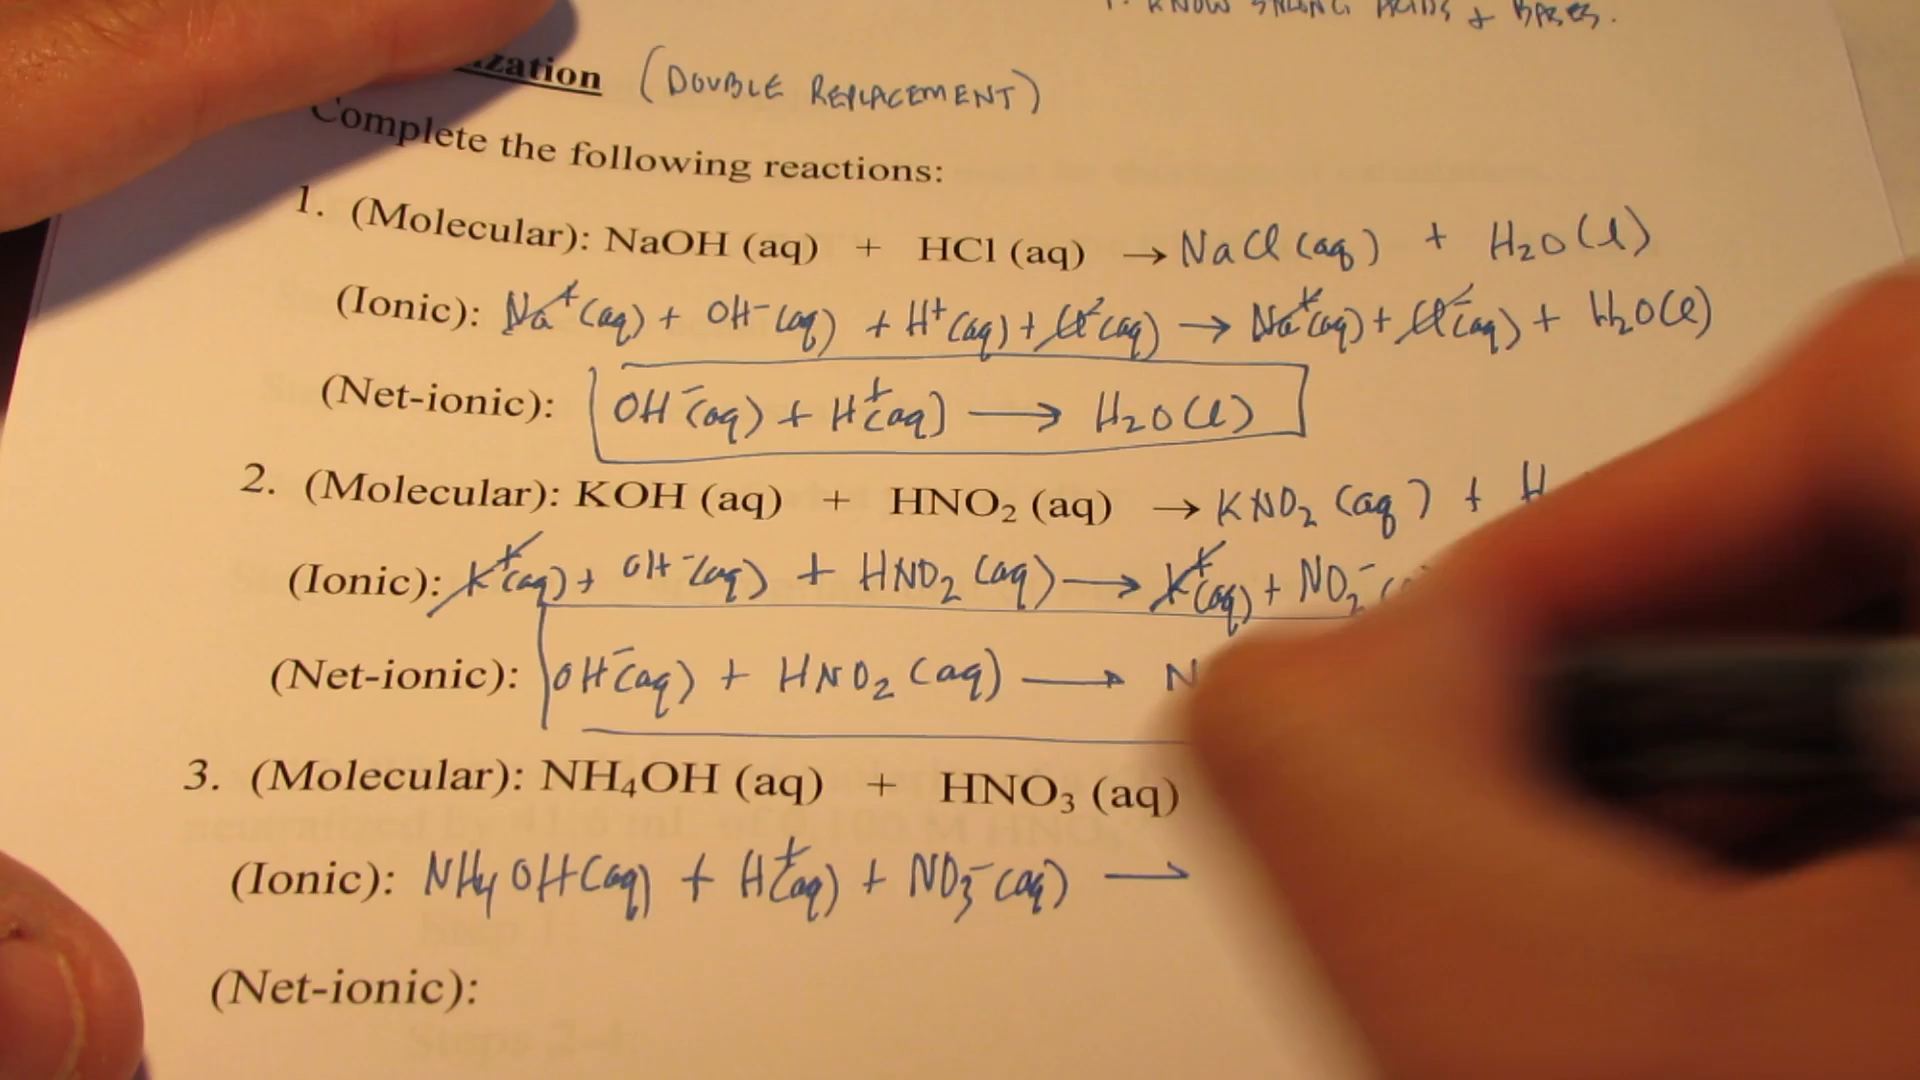 1. KNOW STRONG ACIDS + BASES.
(DOUBLE REPLACEMENT)
Complete the following reactions:
1. (Molecular): NaOH (aq) + HCl (aq) → NaCl (aq) + H₂O (l)
(Ionic): Na⁺(aq) + OH⁻(aq) + H⁺(aq) + Cl⁻(aq) → Na⁺(aq) + Cl⁻(aq) + H₂O(l)
(Net-ionic): OH⁻(aq) + H⁺(aq) → H₂O(l)
2. (Molecular): KOH (aq) + HNO₂ (aq) → KNO₂ (aq) + H
(Ionic): K⁺(aq) + OH⁻(aq) + HNO₂ (aq) → K⁺(aq) + NO₂⁻
(Net-ionic): OH⁻(aq) + HNO₂ (aq) → N
3. (Molecular): NH₄OH (aq) + HNO₃ (aq)
(Ionic): NH₄OH(aq) + H⁺(aq) + NO₃⁻(aq) →
(Net-ionic):